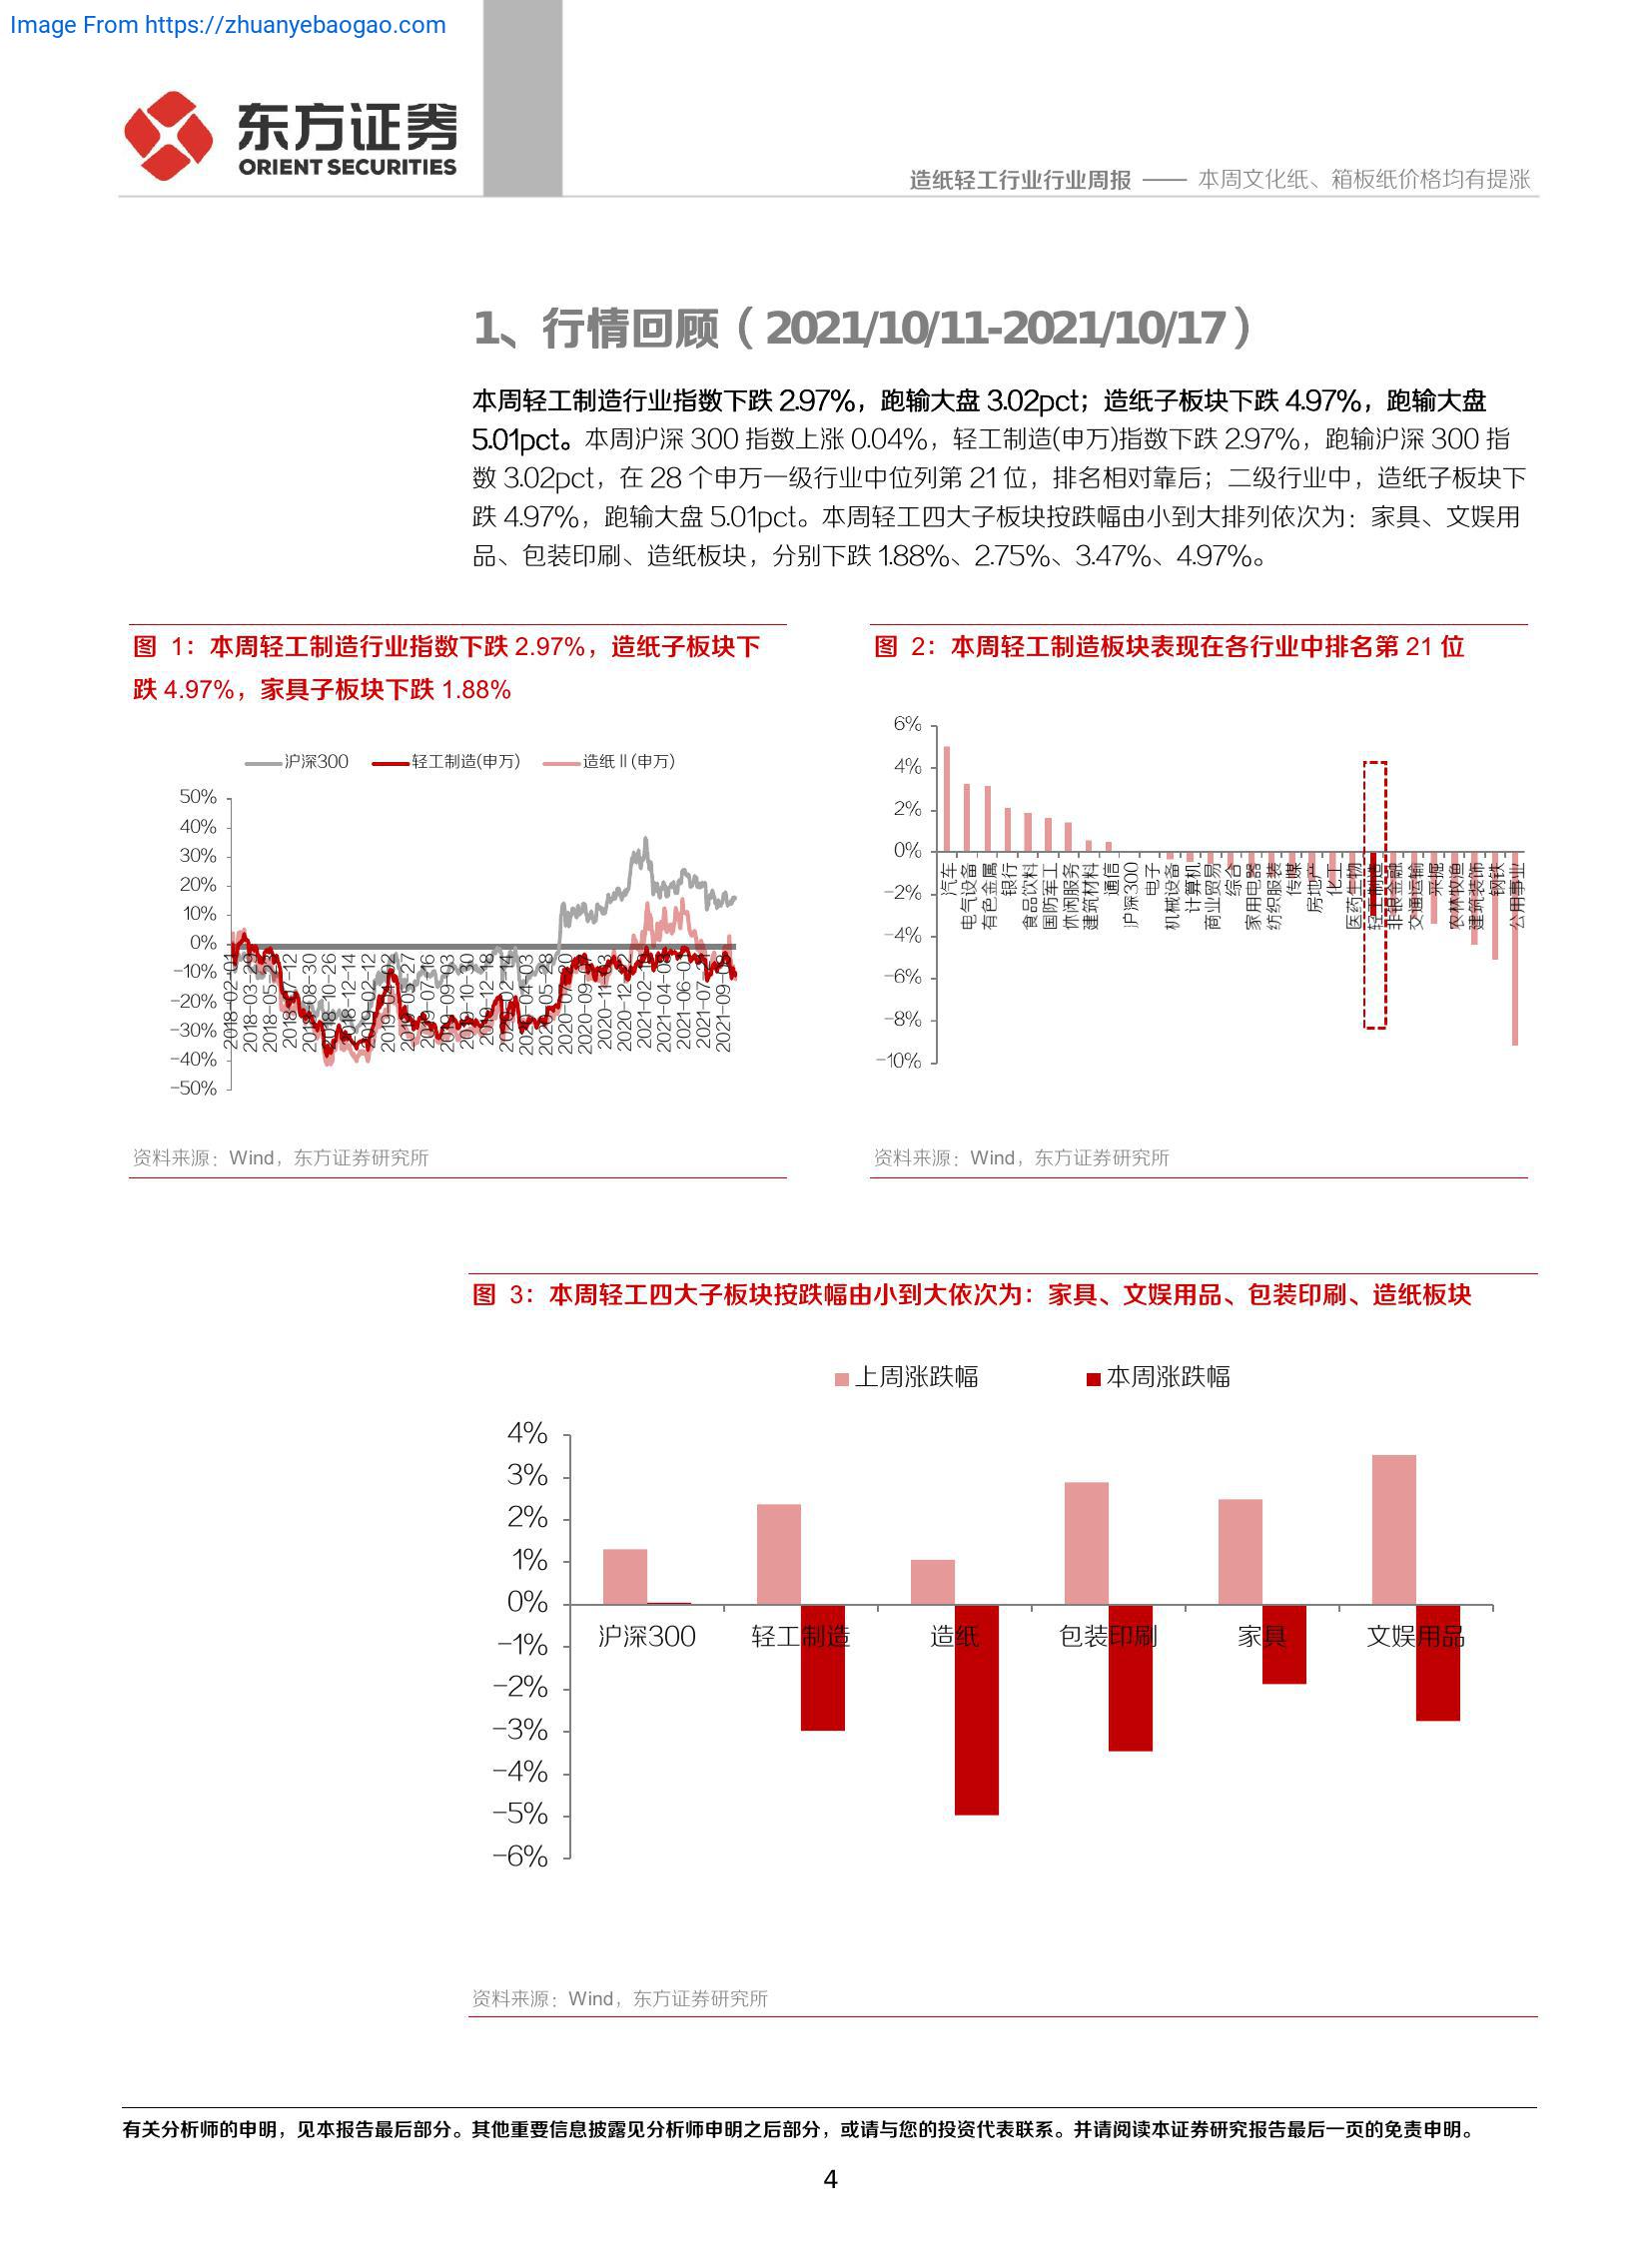 Image From https://zhuanyebaogao.com
东方证券
ORIENT SECURITIES
造纸轻工行业行业周报 —— 本周文化纸、箱板纸价格均有提涨
1、行情回顾（2021/10/11-2021/10/17）
本周轻工制造行业指数下跌 2.97%，跑输大盘 3.02pct；造纸子板块下跌 4.97%，跑输大盘
5.01pct。本周沪深 300 指数上涨 0.04%，轻工制造(申万)指数下跌 2.97%，跑输沪深 300 指
数 3.02pct，在 28 个申万一级行业中位列第 21 位，排名相对靠后；二级行业中，造纸子板块下
跌 4.97%，跑输大盘 5.01pct。本周轻工四大子板块按跌幅由小到大排列依次为：家具、文娱用
品、包装印刷、造纸板块，分别下跌 1.88%、2.75%、3.47%、4.97%。
图 1：本周轻工制造行业指数下跌 2.97%，造纸子板块下
跌 4.97%，家具子板块下跌 1.88%
沪深300 轻工制造(申万) 造纸Ⅱ(申万)
50%
40%
30%
20%
10%
0%
-10%
-20%
-30%
-40%
-50%
2018-02-01
2018-03-29
2018-05-23
2018-08-30
2018-10-26
2018-12-14
2019-02-12
2019-05-27
2019-07-16
2019-09-03
2019-10-30
2019-12-18
2020-02-14
2020-04-03
2020-05-28
2021-04-08
资料来源：Wind，东方证券研究所
图 2：本周轻工制造板块表现在各行业中排名第 21 位
6%
4%
2%
0%
-2%
-4%
-6%
-8%
-10%
汽车
电气设备
有色金属
银行
食品饮料
国防军工
休闲服务
建筑材料
通信
沪深300
电子
机械设备
计算机
商业贸易
综合
家用电器
纺织服装
传媒
房地产
化工
医药生物
轻工制造
非银金融
交通运输
采掘
农林牧渔
建筑装饰
钢铁
公用事业
资料来源：Wind，东方证券研究所
图 3：本周轻工四大子板块按跌幅由小到大依次为：家具、文娱用品、包装印刷、造纸板块
上周涨跌幅 本周涨跌幅
4%
3%
2%
1%
0%
-1%
-2%
-3%
-4%
-5%
-6%
沪深300 轻工制造 造纸 包装印刷 家具 文娱用品
资料来源：Wind，东方证券研究所
有关分析师的申明，见本报告最后部分。其他重要信息披露见分析师申明之后部分，或请与您的投资代表联系。并请阅读本证券研究报告最后一页的免责申明。
4